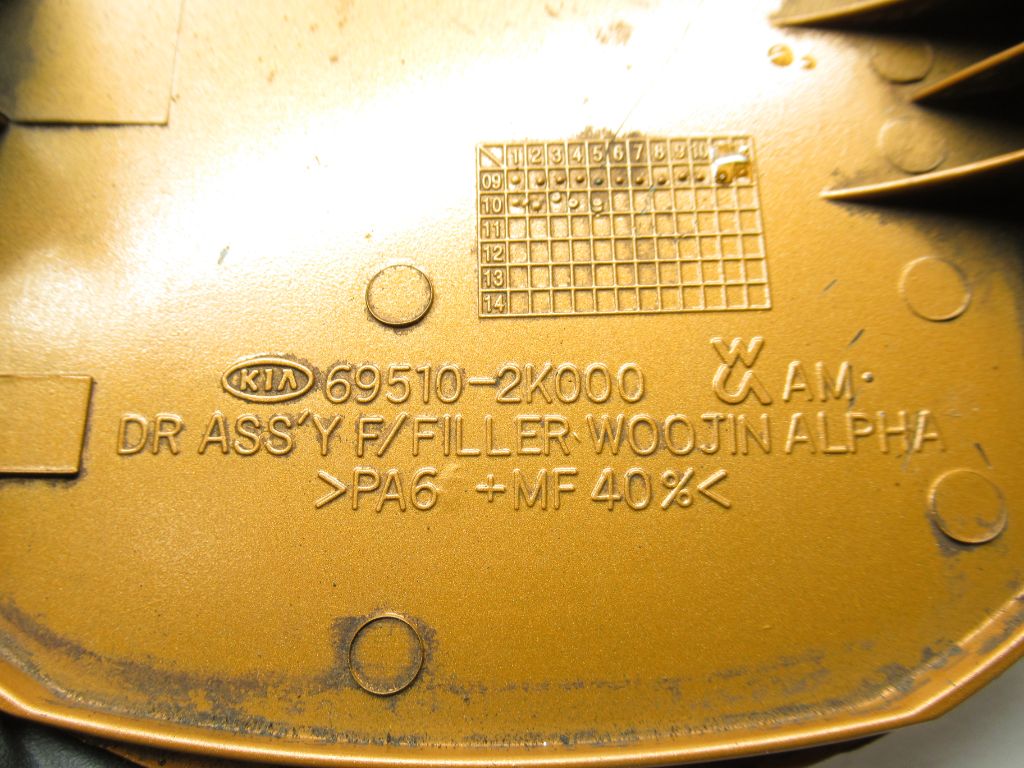 1 2 3 4 5 6 7 8 9 10
09
10
11
12
13
14
KIA 69510-2K000 AM
DR ASS'Y F/FILLER WOOJIN ALPHA
>PA6 +MF 40%<